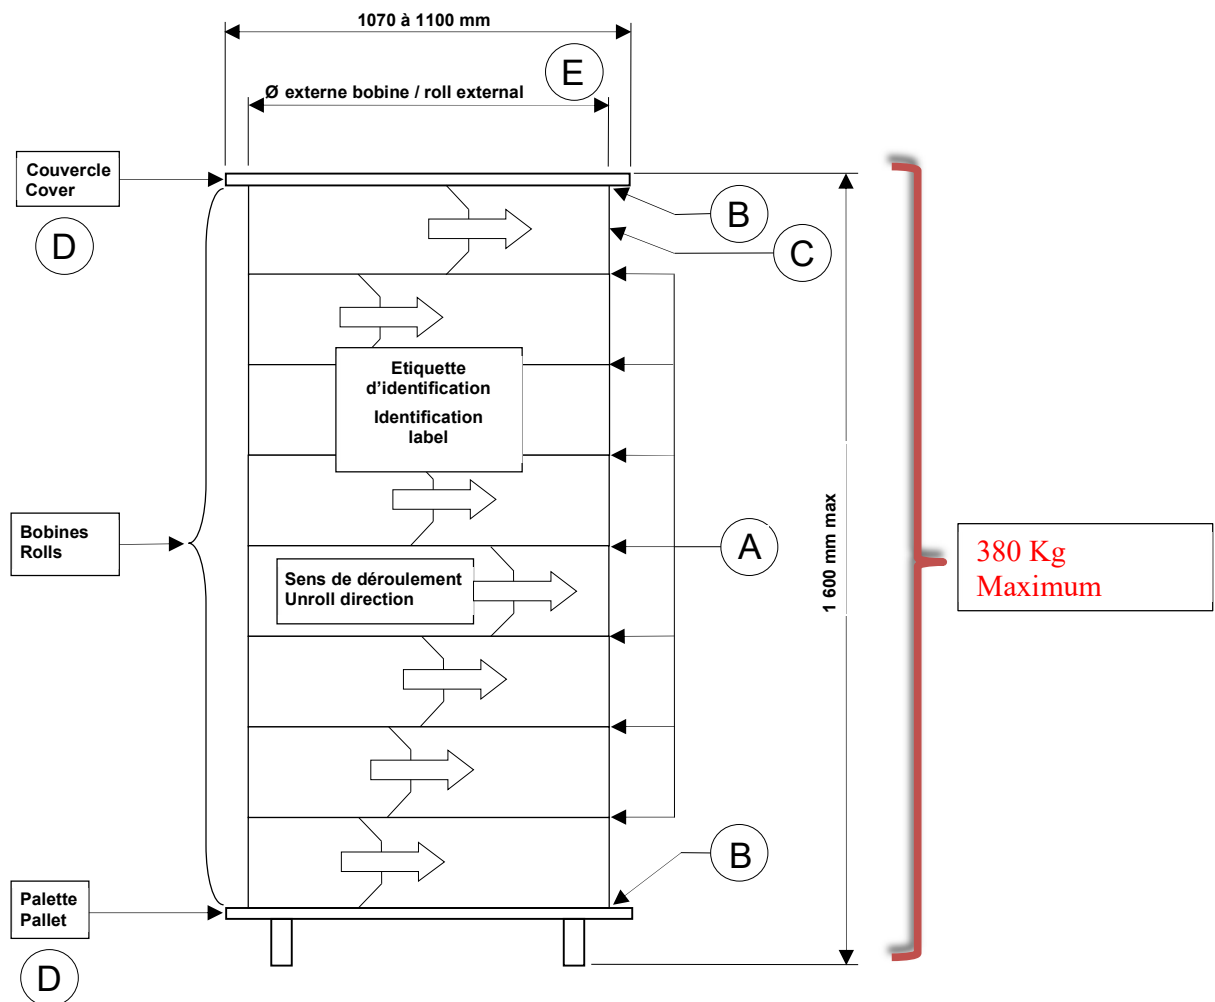 1070 à 1100 mm
E
Ø externe bobine / roll external
Couvercle
Cover
D
B
C
Etiquette
d’identification
Identification
label
Bobines
Rolls
A
Sens de déroulement
Unroll direction
1 600 mm max
380 Kg
Maximum
B
Palette
Pallet
D